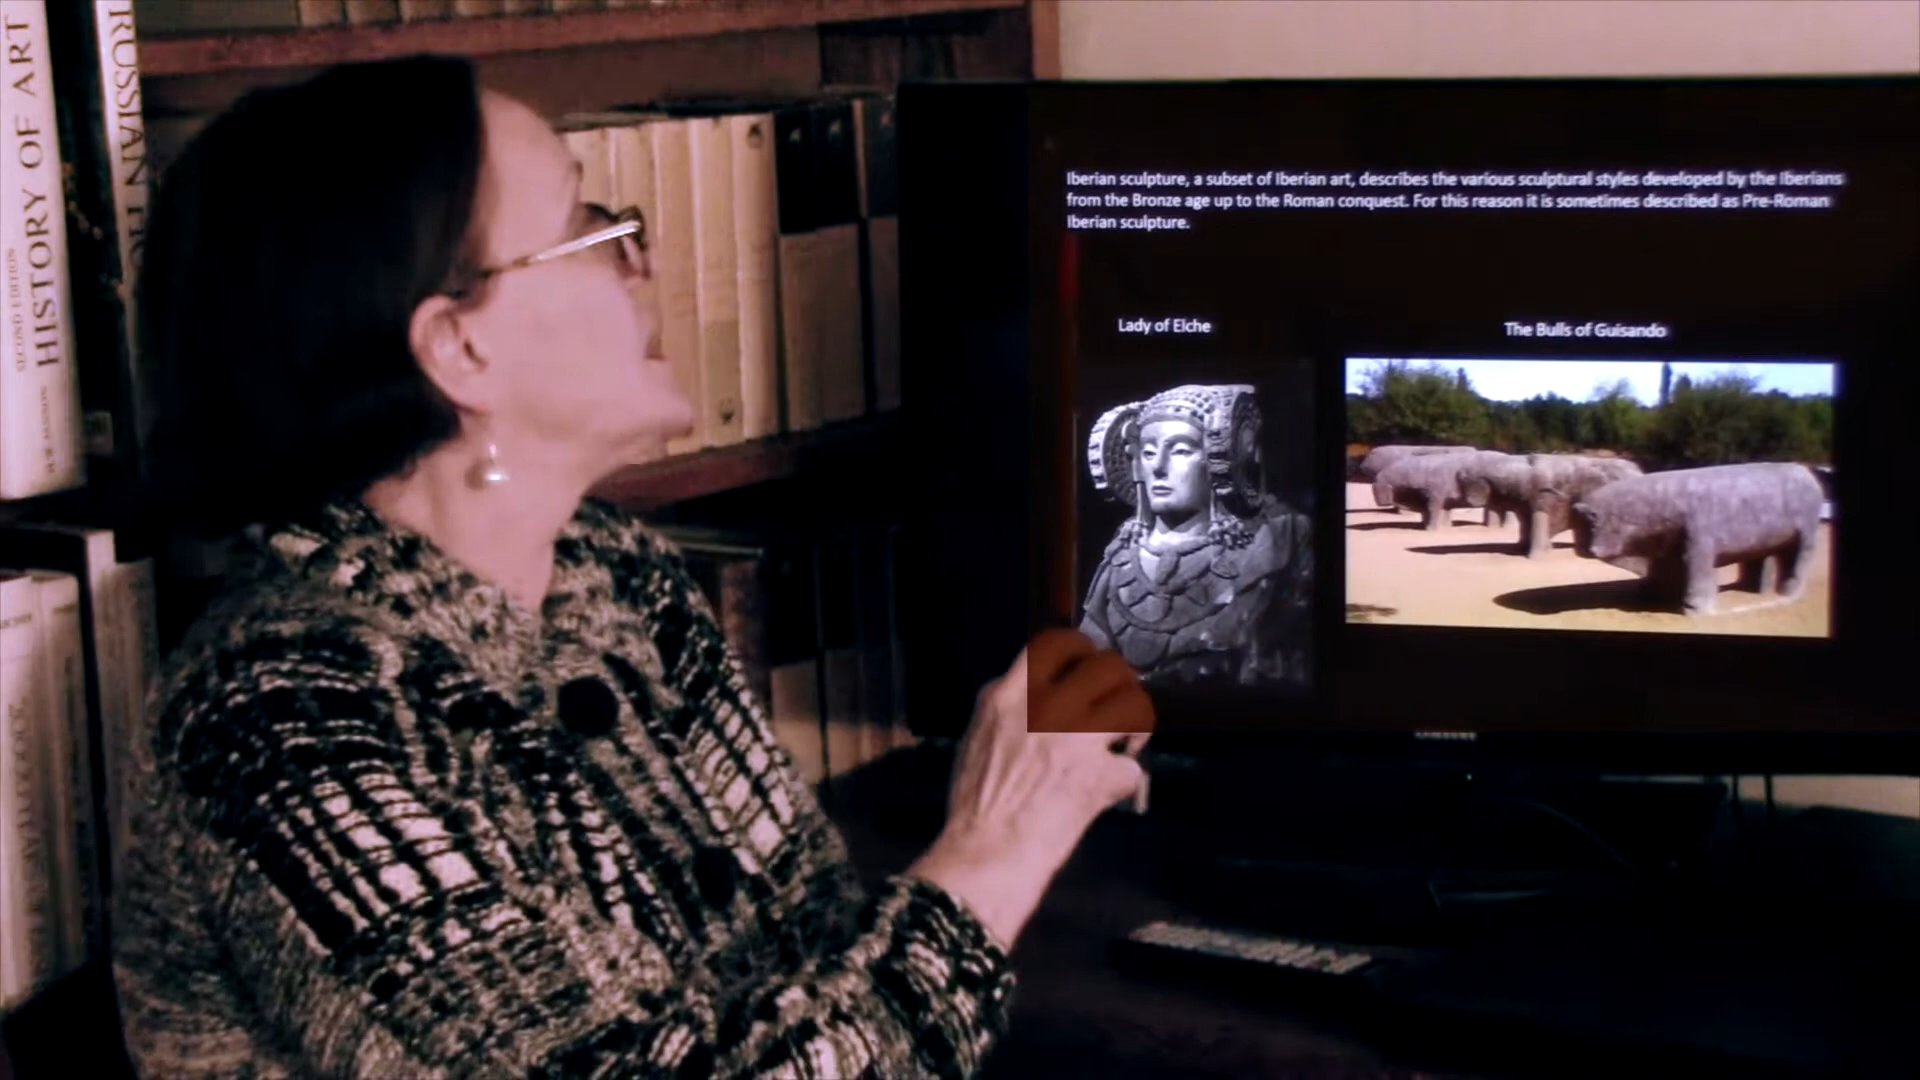 HISTORY OF ART
SECOND EDITION
RUSSIAN
Iberian sculpture, a subset of Iberian art, describes the various sculptural styles developed by the Iberians
from the Bronze age up to the Roman conquest. For this reason it is sometimes described as Pre-Roman
Iberian sculpture.
Lady of Elche
The Bulls of Guisando
SAMSUNG